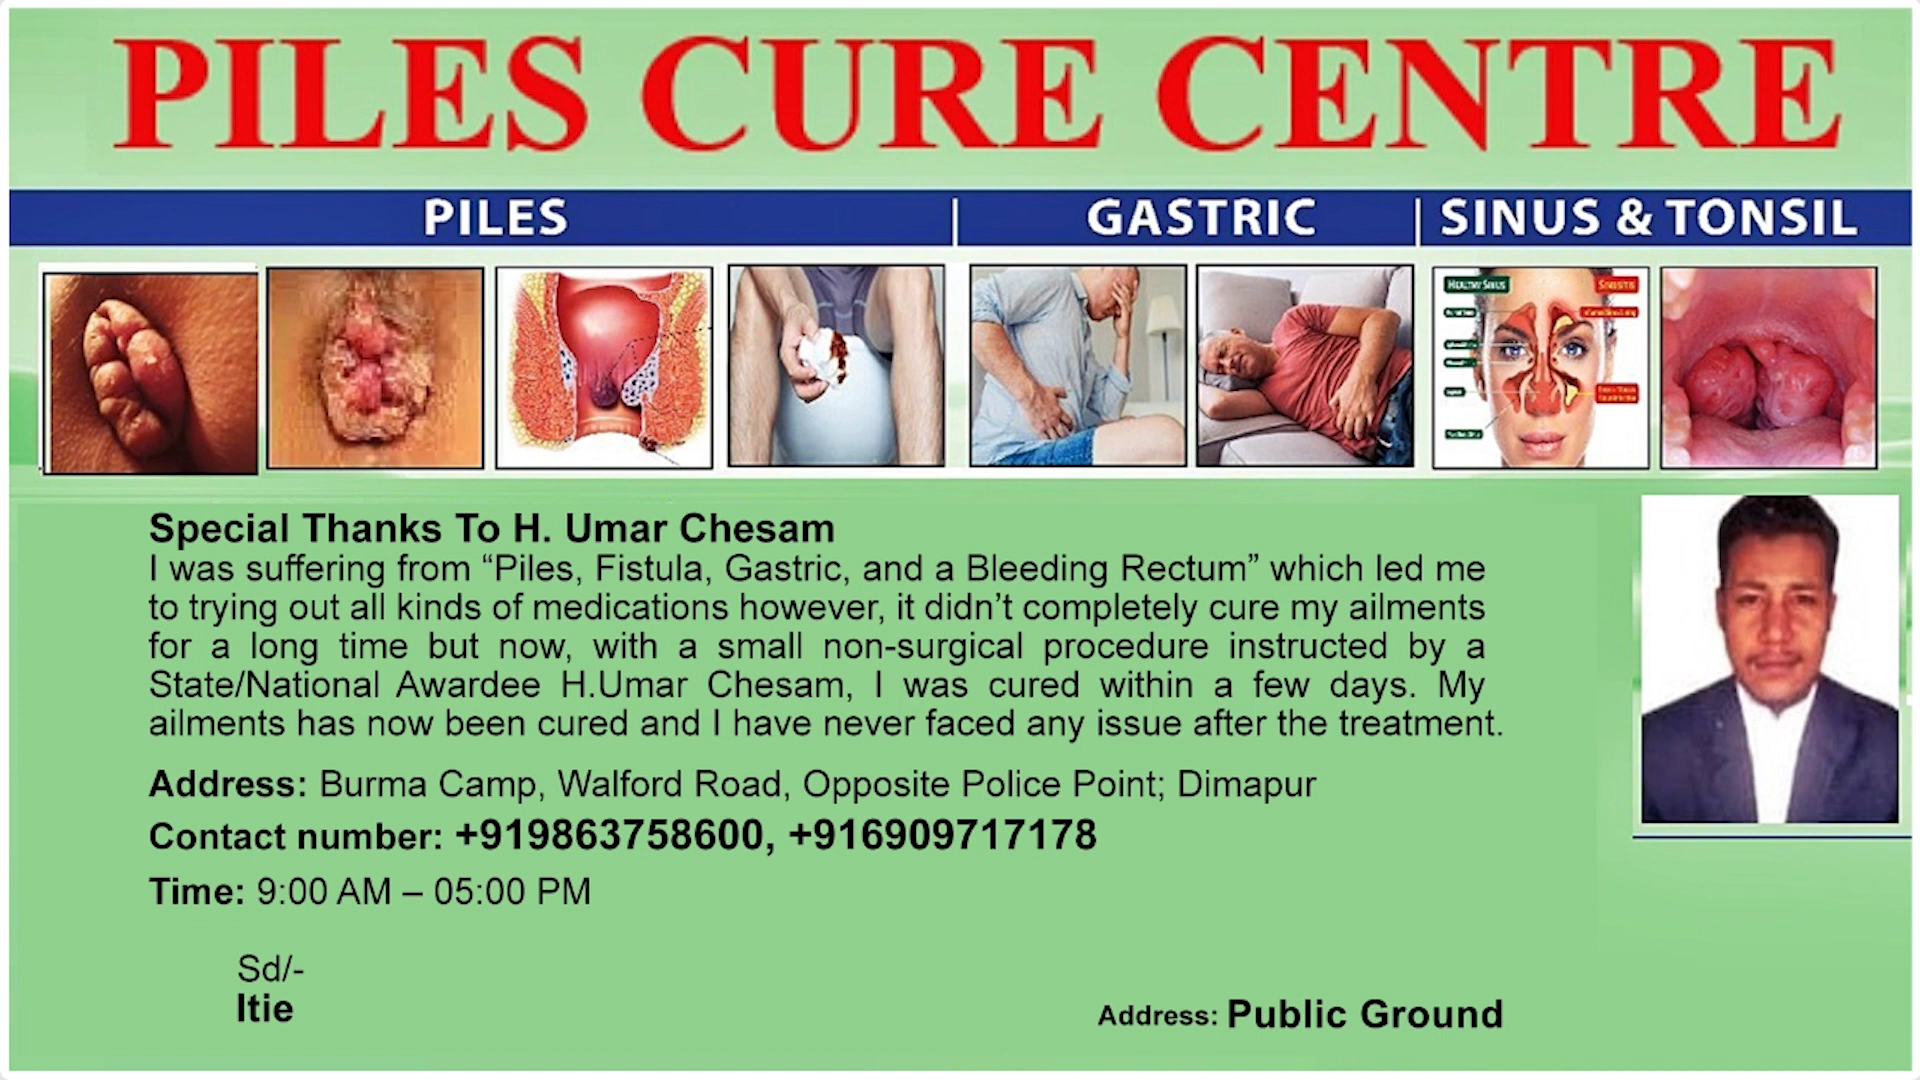 PILES CURE CENTRE
PILES | GASTRIC | SINUS & TONSIL
HEALTHY SINUS
SINUSITIS
Special Thanks To H. Umar Chesam
I was suffering from “Piles, Fistula, Gastric, and a Bleeding Rectum” which led me
to trying out all kinds of medications however, it didn’t completely cure my ailments
for a long time but now, with a small non-surgical procedure instructed by a
State/National Awardee H.Umar Chesam, I was cured within a few days. My
ailments has now been cured and I have never faced any issue after the treatment.
Address: Burma Camp, Walford Road, Opposite Police Point; Dimapur
Contact number: +919863758600, +916909717178
Time: 9:00 AM – 05:00 PM
Sd/-
Itie
Address: Public Ground